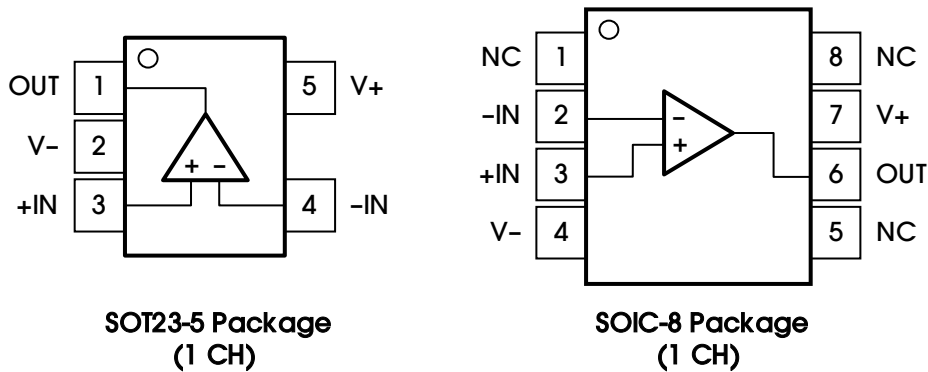 OUT 1 5 V+
V- 2
+IN 3 + - 4 -IN
SOT23-5 Package
(1 CH)
NC 1 8 NC
-IN 2 - 7 V+
+IN 3 + 6 OUT
V- 4 5 NC
SOIC-8 Package
(1 CH)